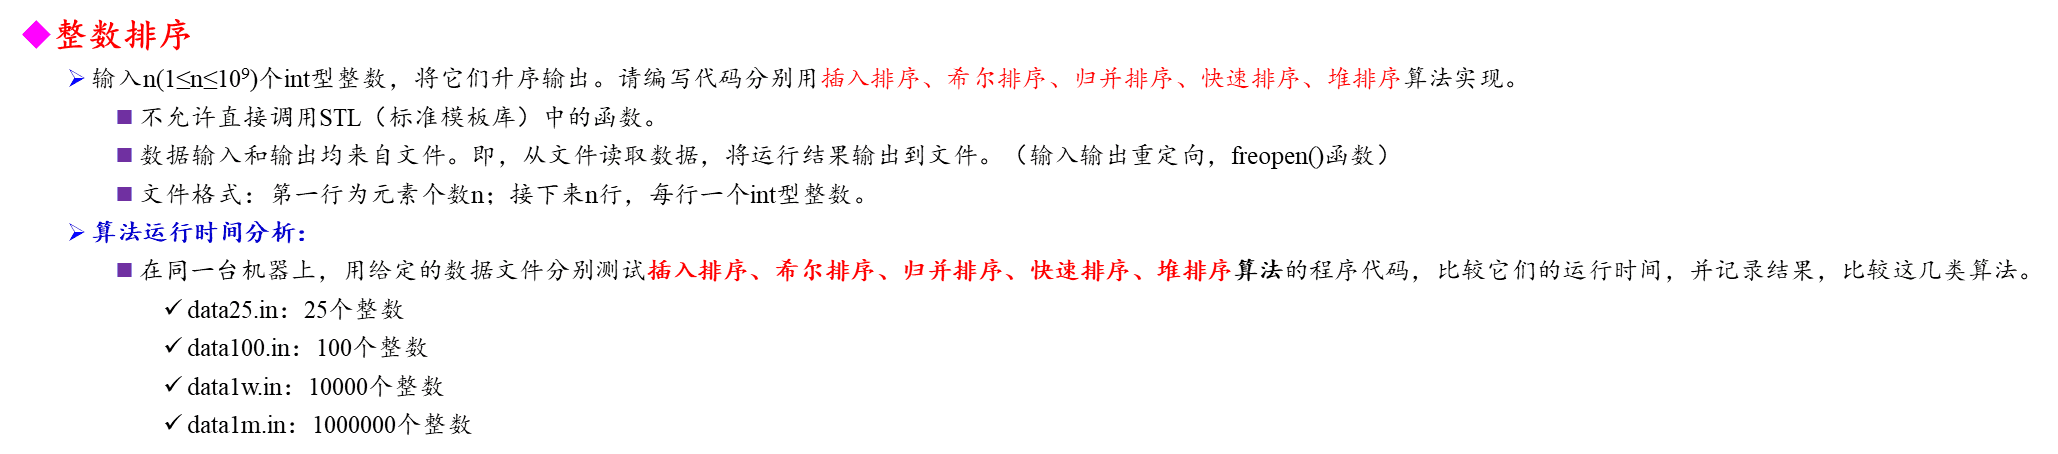 ◆整数排序
➢输入n(1≤n≤10⁹)个int型整数，将它们升序输出。请编写代码分别用插入排序、希尔排序、归并排序、快速排序、堆排序算法实现。
■不允许直接调用STL（标准模板库）中的函数。
■数据输入和输出均来自文件。即，从文件读取数据，将运行结果输出到文件。（输入输出重定向，freopen()函数）
■文件格式：第一行为元素个数n；接下来n行，每行一个int型整数。
➢算法运行时间分析：
■在同一台机器上，用给定的数据文件分别测试插入排序、希尔排序、归并排序、快速排序、堆排序算法的程序代码，比较它们的运行时间，并记录结果，比较这几类算法。
✓data25.in：25个整数
✓data100.in：100个整数
✓data1w.in：10000个整数
✓data1m.in：1000000个整数